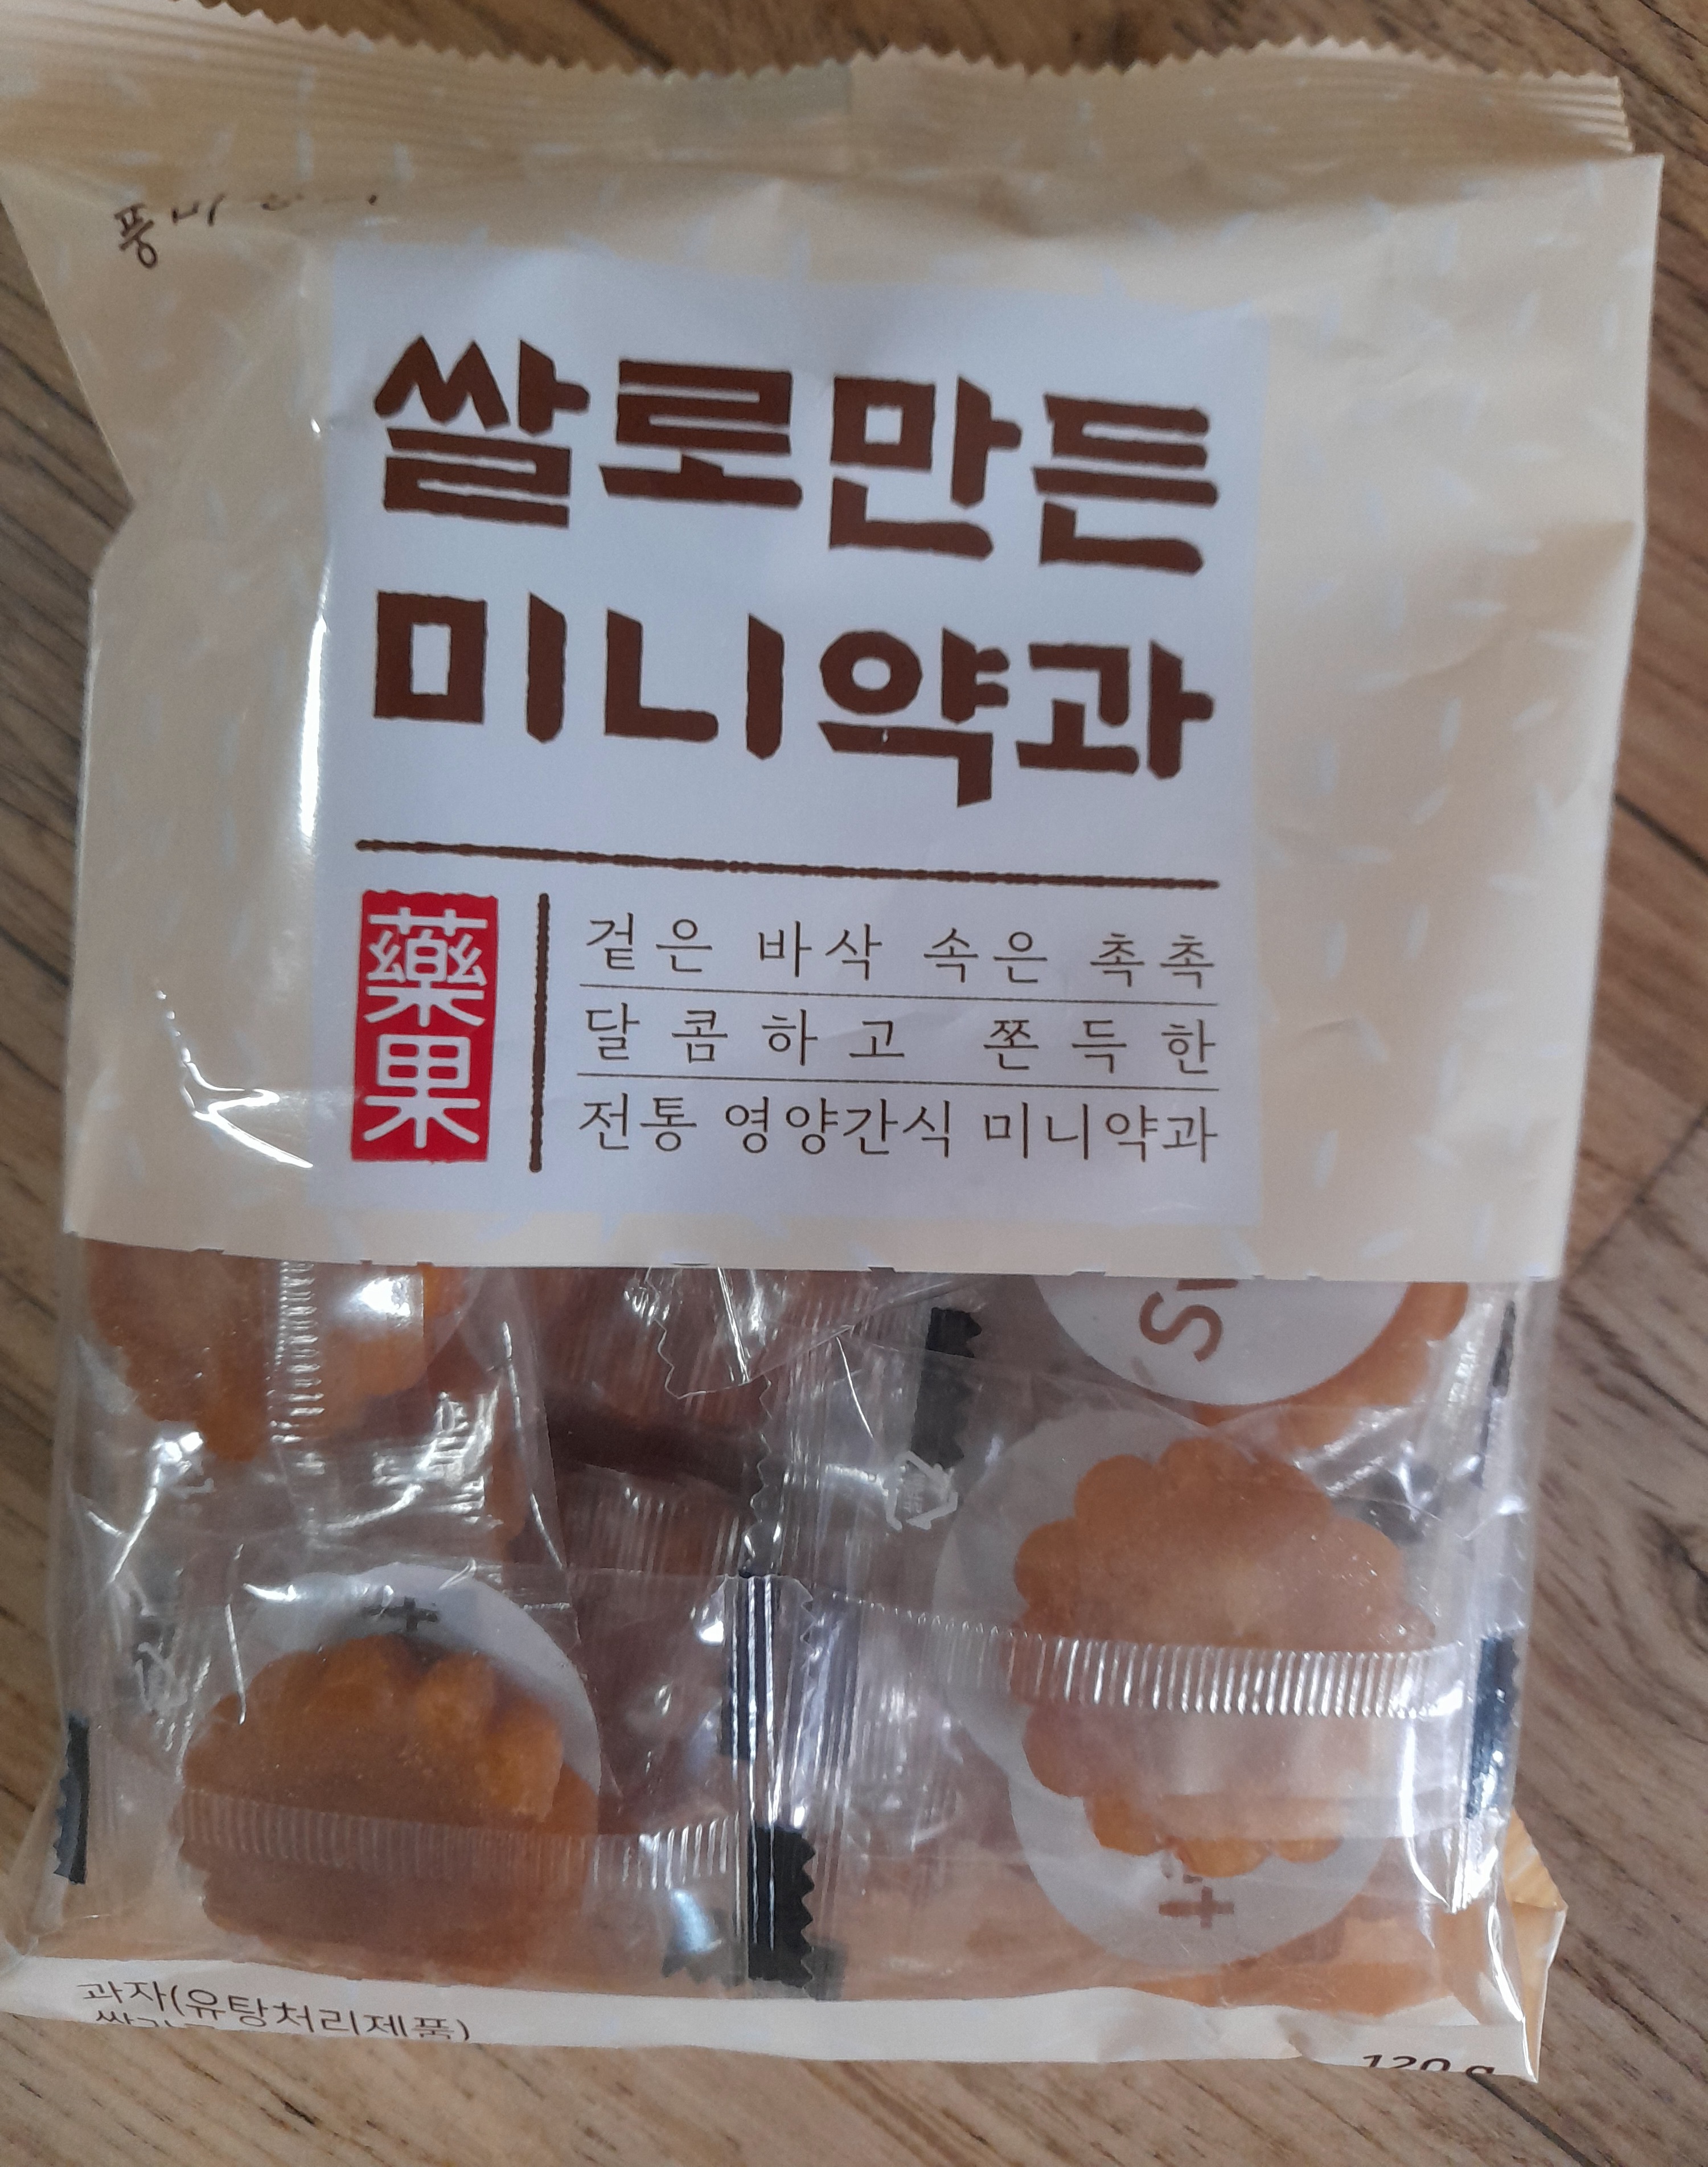 쌀로만든
미니약과
藥果
겉은 바삭 속은 촉촉
달콤하고 쫀득한
전통 영양간식 미니약과
과자(유탕처리제품)
120 g